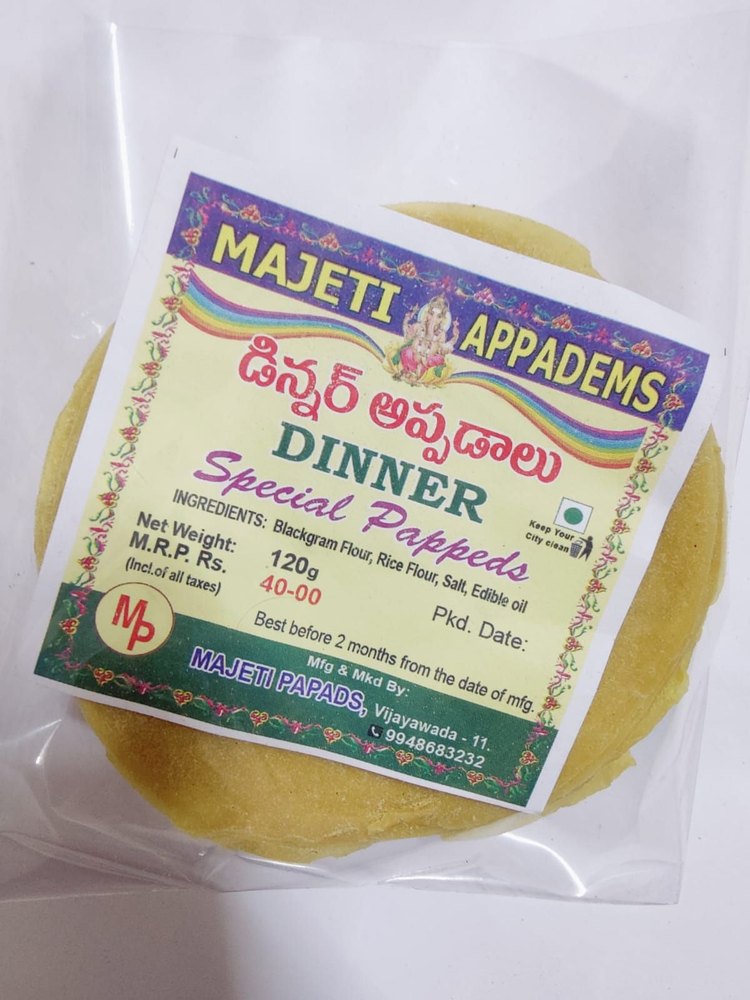 MAJETI APPADEMS
డిన్నర్ అప్పడాలు
DINNER
Special Pappeds
Keep Your
City clean
INGREDIENTS: Blackgram Flour, Rice Flour, Salt, Edible oil
Net Weight: 120g
M.R.P. Rs. 40-00
(Incl.of all taxes)
Pkd. Date:
Best before 2 months from the date of mfg.
MP
Mfg & Mkd By:
MAJETI PAPADS, Vijayawada - 11.
9948683232